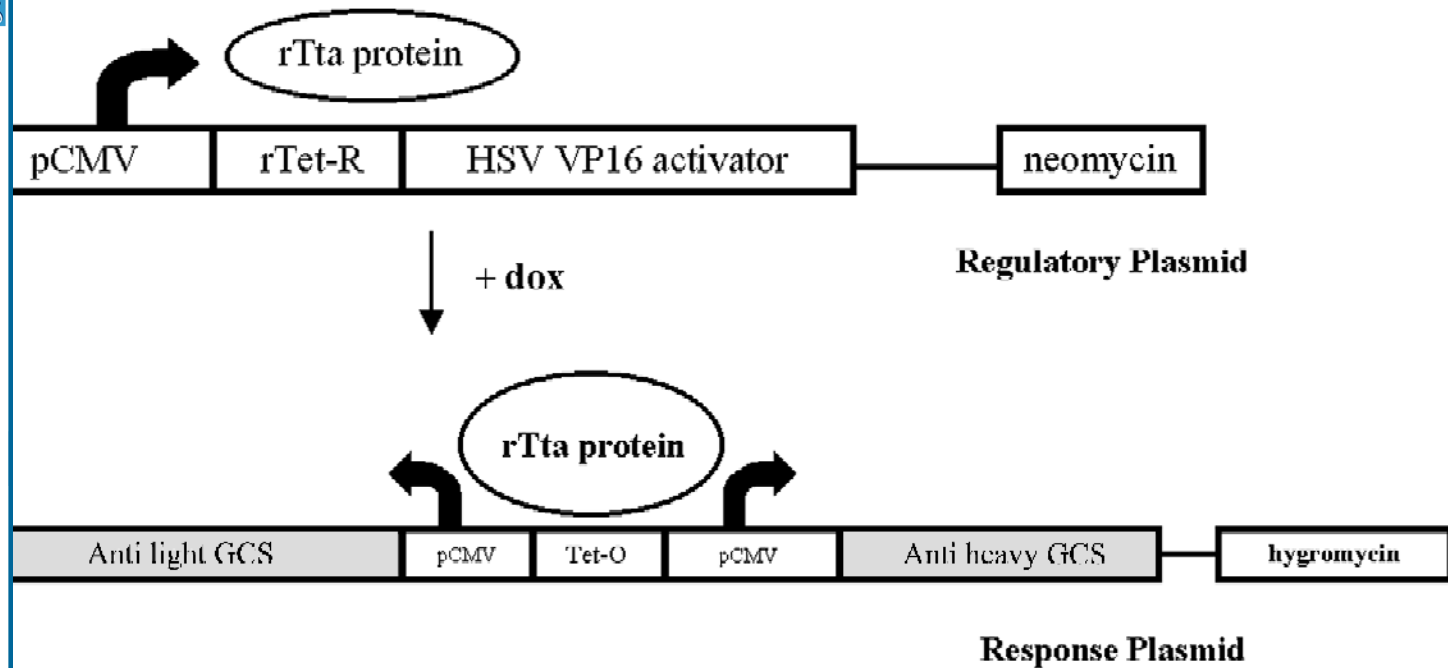 rTta protein
pCMV rTet-R HSV VP16 activator neomycin
Regulatory Plasmid
+ dox
rTta protein
Anti light GCS pCMV Tet-O pCMV Anti heavy GCS hygromycin
Response Plasmid